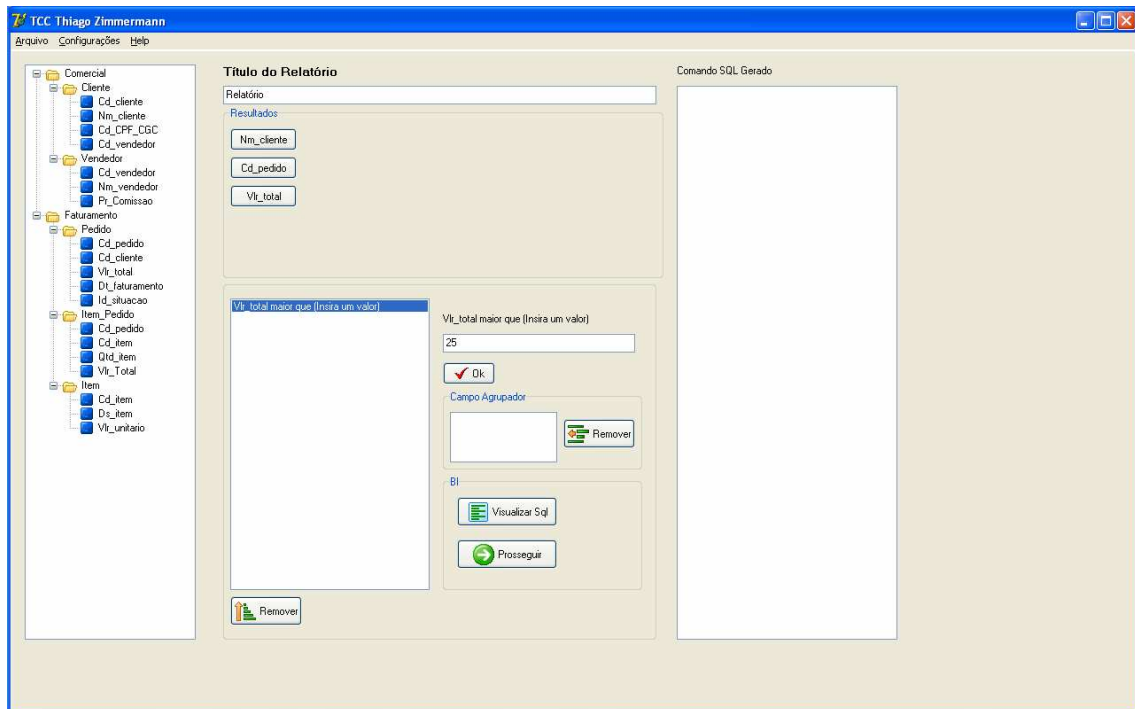 TCC Thiago Zimmermann
Arquivo Configurações Help
Comercial
Cliente
Cd_cliente
Nm_cliente
Cd_CPF_CGC
Cd_vendedor
Vendedor
Cd_vendedor
Nm_vendedor
Pr_Comissao
Faturamento
Pedido
Cd_pedido
Cd_cliente
Vlr_total
Dt_faturamento
Id_situacao
Item_Pedido
Cd_pedido
Cd_item
Qtd_item
Vlr_Total
Item
Cd_item
Ds_item
Vlr_unitario
Título do Relatório
Relatório
Resultados
Nm_cliente
Cd_pedido
Vlr_total
Vlr_total maior que (Insira um valor)
Remover
Vlr_total maior que (Insira um valor)
25
Ok
Campo Agrupador
Remover
BI
Visualizar Sql
Prosseguir
Comando SQL Gerado